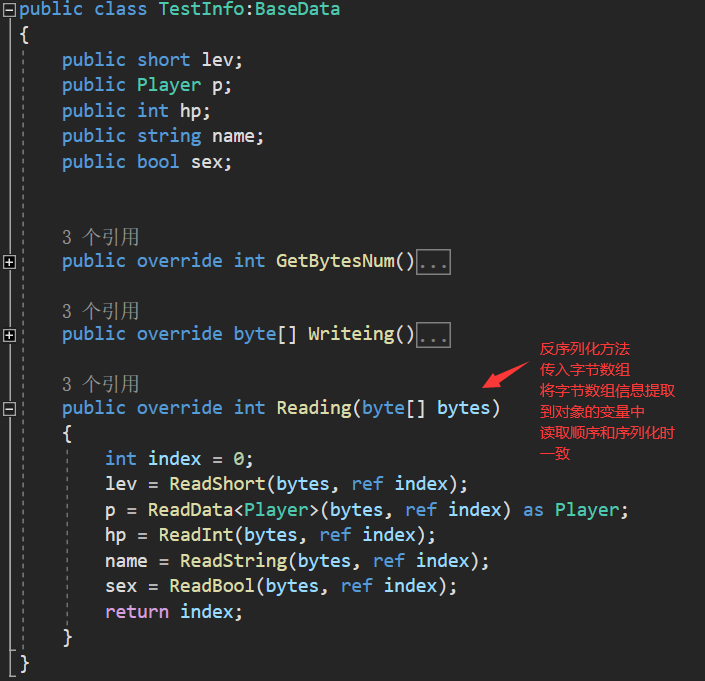 public class TestInfo:BaseData
{
public short lev;
public Player p;
public int hp;
public string name;
public bool sex;
3 个引用
public override int GetBytesNum()...
3 个引用
public override byte[] Writeing()...
3 个引用
public override int Reading(byte[] bytes)
{
int index = 0;
lev = ReadShort(bytes, ref index);
p = ReadData<Player>(bytes, ref index) as Player;
hp = ReadInt(bytes, ref index);
name = ReadString(bytes, ref index);
sex = ReadBool(bytes, ref index);
return index;
}
}
反序列化方法
传入字节数组
将字节数组信息提取
到对象的变量中
读取顺序和序列化时
一致